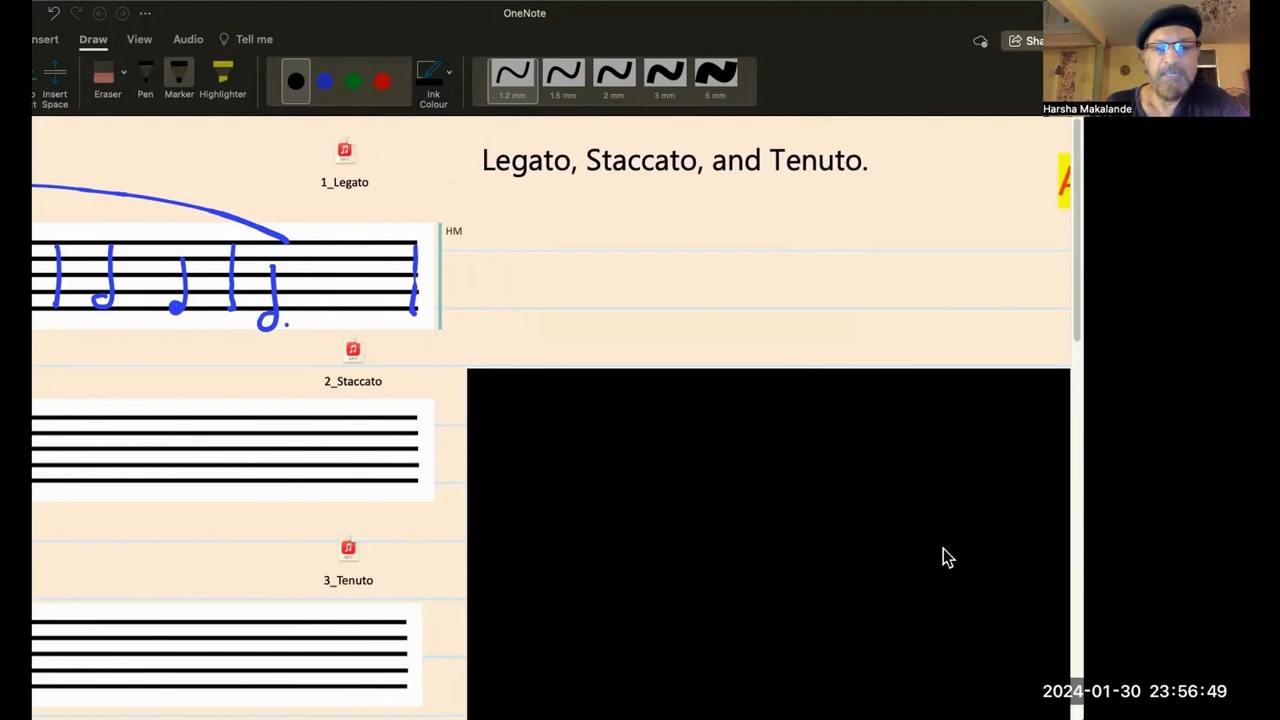 OneNote
nsert Draw View Audio Tell me
Sha
Insert Space
Eraser
Pen
Marker
Highlighter
Ink Colour
1.2 mm
1.5 mm
2 mm
3 mm
5 mm
Harsha Makalande
1_Legato
Legato, Staccato, and Tenuto.
A
HM
2_Staccato
3_Tenuto
2024-01-30 23:56:49